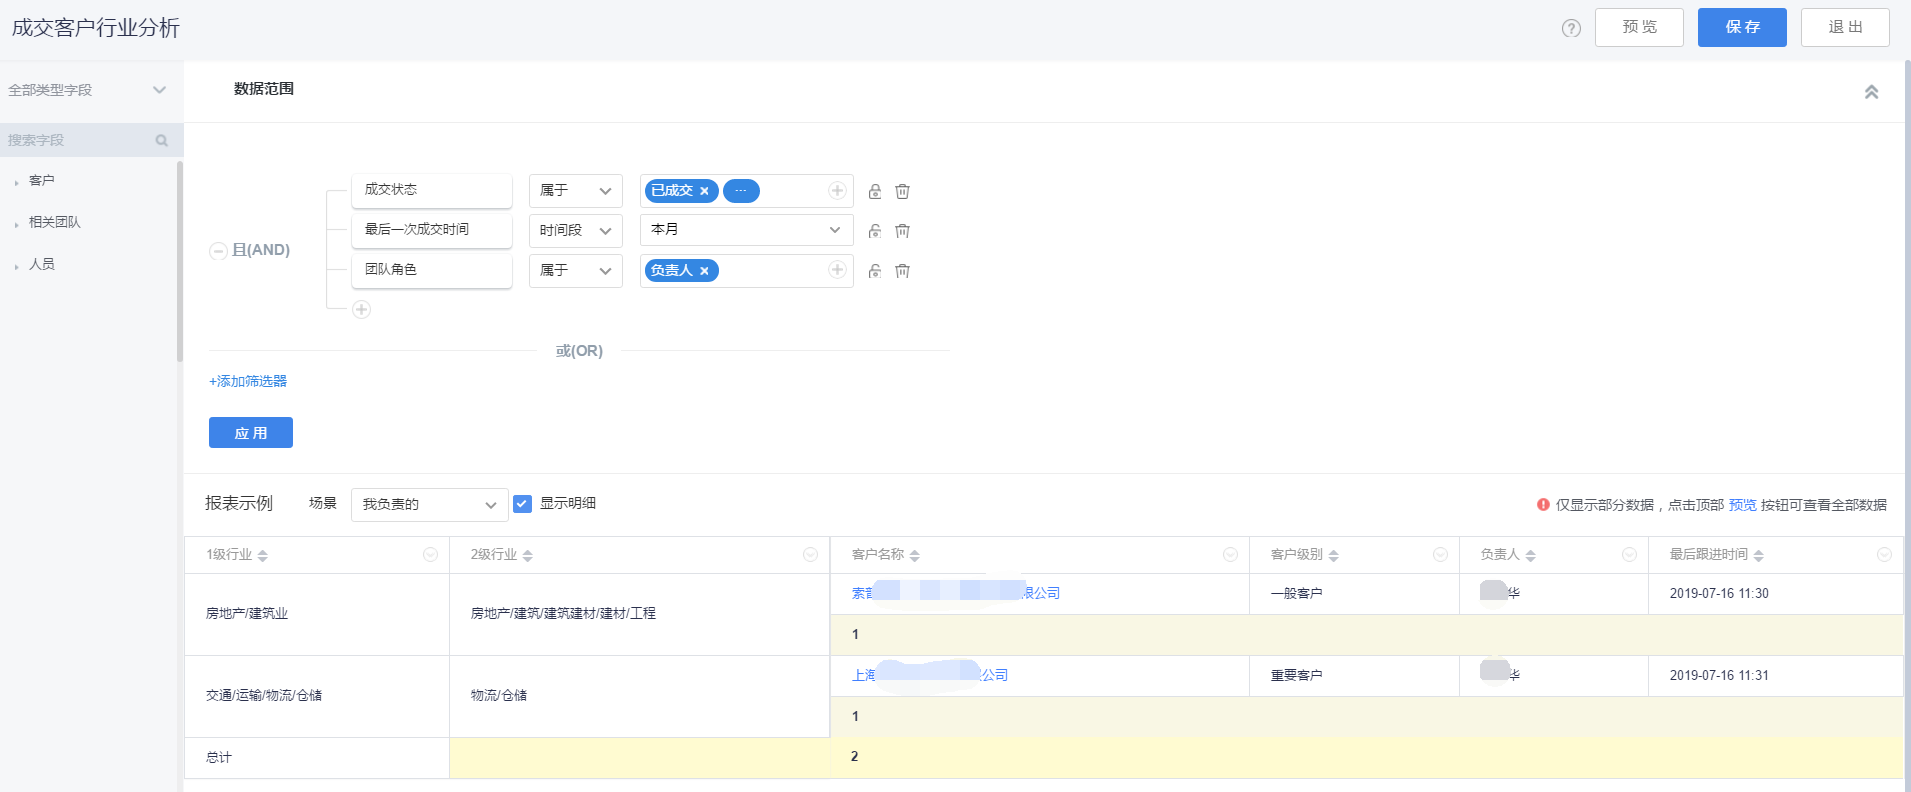 成交客户行业分析
预 览
保 存
退 出
全部类型字段
搜索字段
客户
相关团队
人员
数据范围
且(AND)
成交状态 属于 已成交 × ···
最后一次成交时间 时间段 本月
团队角色 属于 负责人 ×
或(OR)
+添加筛选器
应 用
报表示例 场景 我负责的 显示明细 仅显示部分数据，点击顶部 预览 按钮可查看全部数据
1级行业 2级行业 客户名称 客户级别 负责人 最后跟进时间
房地产/建筑业 房地产/建筑/建筑建材/建材/工程 限公司 一般客户 华 2019-07-16 11:30
1
交通/运输/物流/仓储 物流/仓储 上海 公司 重要客户 华 2019-07-16 11:31
1
总计 2